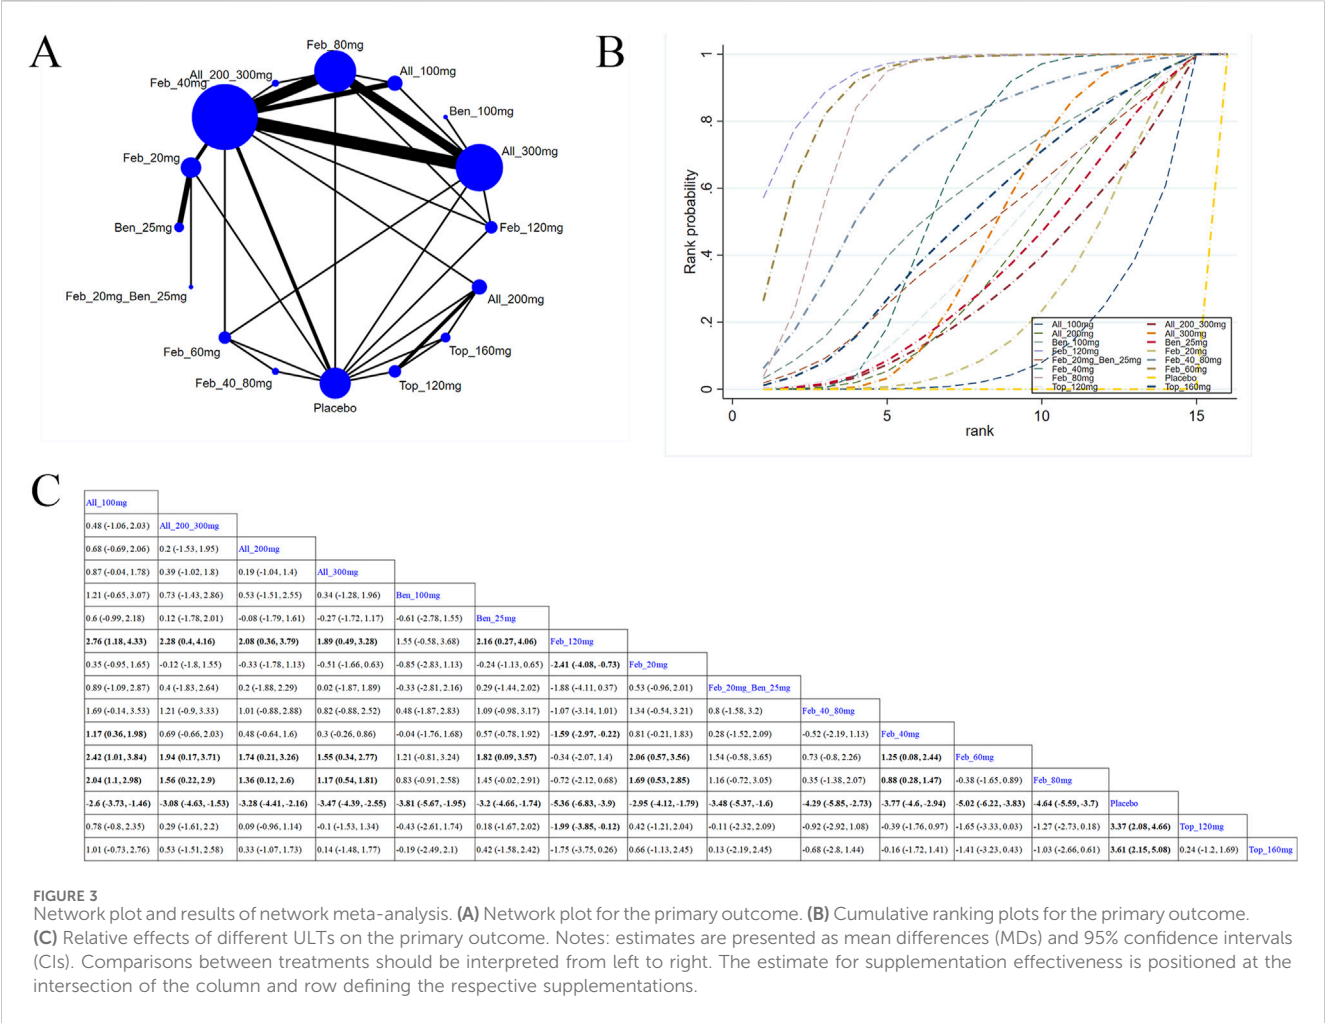 A
Feb_80mg
All_200_300mg
All_100mg
Feb_40mg
Ben_100mg
All_300mg
Feb_20mg
Ben_25mg
Feb_120mg
Feb_20mg_Ben_25mg
All_200mg
Feb_60mg
Top_160mg
Feb_40_80mg
Top_120mg
Placebo
B
Rank probability
1
.8
.6
.4
.2
0
0 5 10 15
rank
All_100mg All_200_300mg
All_200mg All_300mg
Ben_100mg Ben_25mg
Feb_120mg Feb_20mg
Feb_20mg_Ben_25mg Feb_40_80mg
Feb_40mg Feb_60mg
Feb_80mg Placebo
Top_120mg Top_160mg
C
All_100mg
0.48 (-1.06, 2.03) All_200_300mg
0.68 (-0.69, 2.06) 0.2 (-1.53, 1.95) All_200mg
0.87 (-0.04, 1.78) 0.39 (-1.02, 1.8) 0.19 (-1.04, 1.4) All_300mg
1.21 (-0.65, 3.07) 0.73 (-1.43, 2.86) 0.53 (-1.51, 2.55) 0.34 (-1.28, 1.96) Ben_100mg
0.6 (-0.99, 2.18) 0.12 (-1.78, 2.01) -0.08 (-1.79, 1.61) -0.27 (-1.72, 1.17) -0.61 (-2.78, 1.55) Ben_25mg
2.76 (1.18, 4.33) 2.28 (0.4, 4.16) 2.08 (0.36, 3.79) 1.89 (0.49, 3.28) 1.55 (-0.58, 3.68) 2.16 (0.27, 4.06) Feb_120mg
0.35 (-0.95, 1.65) -0.12 (-1.8, 1.55) -0.33 (-1.78, 1.13) -0.51 (-1.66, 0.63) -0.85 (-2.83, 1.13) -0.24 (-1.13, 0.65) -2.41 (-4.08, -0.73) Feb_20mg
0.89 (-1.09, 2.87) 0.4 (-1.83, 2.64) 0.2 (-1.88, 2.29) 0.02 (-1.87, 1.89) -0.33 (-2.81, 2.16) 0.29 (-1.44, 2.02) -1.88 (-4.11, 0.37) 0.53 (-0.96, 2.01) Feb_20mg_Ben_25mg
1.69 (-0.14, 3.53) 1.21 (-0.9, 3.33) 1.01 (-0.88, 2.88) 0.82 (-0.88, 2.52) 0.48 (-1.87, 2.83) 1.09 (-0.98, 3.17) -1.07 (-3.14, 1.01) 1.34 (-0.54, 3.21) 0.8 (-1.58, 3.2) Feb_40_80mg
1.17 (0.36, 1.98) 0.69 (-0.66, 2.03) 0.48 (-0.64, 1.6) 0.3 (-0.26, 0.86) -0.04 (-1.76, 1.68) 0.57 (-0.78, 1.92) -1.59 (-2.97, -0.22) 0.81 (-0.21, 1.83) 0.28 (-1.52, 2.09) -0.52 (-2.19, 1.13) Feb_40mg
2.42 (1.01, 3.84) 1.94 (0.17, 3.71) 1.74 (0.21, 3.26) 1.55 (0.34, 2.77) 1.21 (-0.81, 3.24) 1.82 (0.09, 3.57) -0.34 (-2.07, 1.4) 2.06 (0.57, 3.56) 1.54 (-0.58, 3.65) 0.73 (-0.8, 2.26) 1.25 (0.08, 2.44) Feb_60mg
2.04 (1.1, 2.98) 1.56 (0.22, 2.9) 1.36 (0.12, 2.6) 1.17 (0.54, 1.81) 0.83 (-0.91, 2.58) 1.45 (-0.02, 2.91) -0.72 (-2.12, 0.68) 1.69 (0.53, 2.85) 1.16 (-0.72, 3.05) 0.35 (-1.38, 2.07) 0.88 (0.28, 1.47) -0.38 (-1.65, 0.89) Feb_80mg
-2.6 (-3.73, -1.46) -3.08 (-4.63, -1.53) -3.28 (-4.41, -2.16) -3.47 (-4.39, -2.55) -3.81 (-5.67, -1.95) -3.2 (-4.66, -1.74) -5.36 (-6.83, -3.9) -2.95 (-4.12, -1.79) -3.48 (-5.37, -1.6) -4.29 (-5.85, -2.73) -3.77 (-4.6, -2.94) -5.02 (-6.22, -3.83) -4.64 (-5.59, -3.7) Placebo
0.78 (-0.8, 2.35) 0.29 (-1.61, 2.2) 0.09 (-0.96, 1.14) -0.1 (-1.53, 1.34) -0.43 (-2.61, 1.74) 0.18 (-1.67, 2.02) -1.99 (-3.85, -0.12) 0.42 (-1.21, 2.04) -0.11 (-2.32, 2.09) -0.92 (-2.92, 1.08) -0.39 (-1.76, 0.97) -1.65 (-3.33, 0.03) -1.27 (-2.73, 0.18) 3.37 (2.08, 4.66) Top_120mg
1.01 (-0.73, 2.76) 0.53 (-1.51, 2.58) 0.33 (-1.07, 1.73) 0.14 (-1.48, 1.77) -0.19 (-2.49, 2.1) 0.42 (-1.58, 2.42) -1.75 (-3.75, 0.26) 0.66 (-1.13, 2.45) 0.13 (-2.19, 2.45) -0.68 (-2.8, 1.44) -0.16 (-1.72, 1.41) -1.41 (-3.23, 0.43) -1.03 (-2.66, 0.61) 3.61 (2.15, 5.08) 0.24 (-1.2, 1.69) Top_160mg
FIGURE 3
Network plot and results of network meta-analysis. (A) Network plot for the primary outcome. (B) Cumulative ranking plots for the primary outcome.
(C) Relative effects of different ULTs on the primary outcome. Notes: estimates are presented as mean differences (MDs) and 95% confidence intervals
(CIs). Comparisons between treatments should be interpreted from left to right. The estimate for supplementation effectiveness is positioned at the
intersection of the column and row defining the respective supplementations.